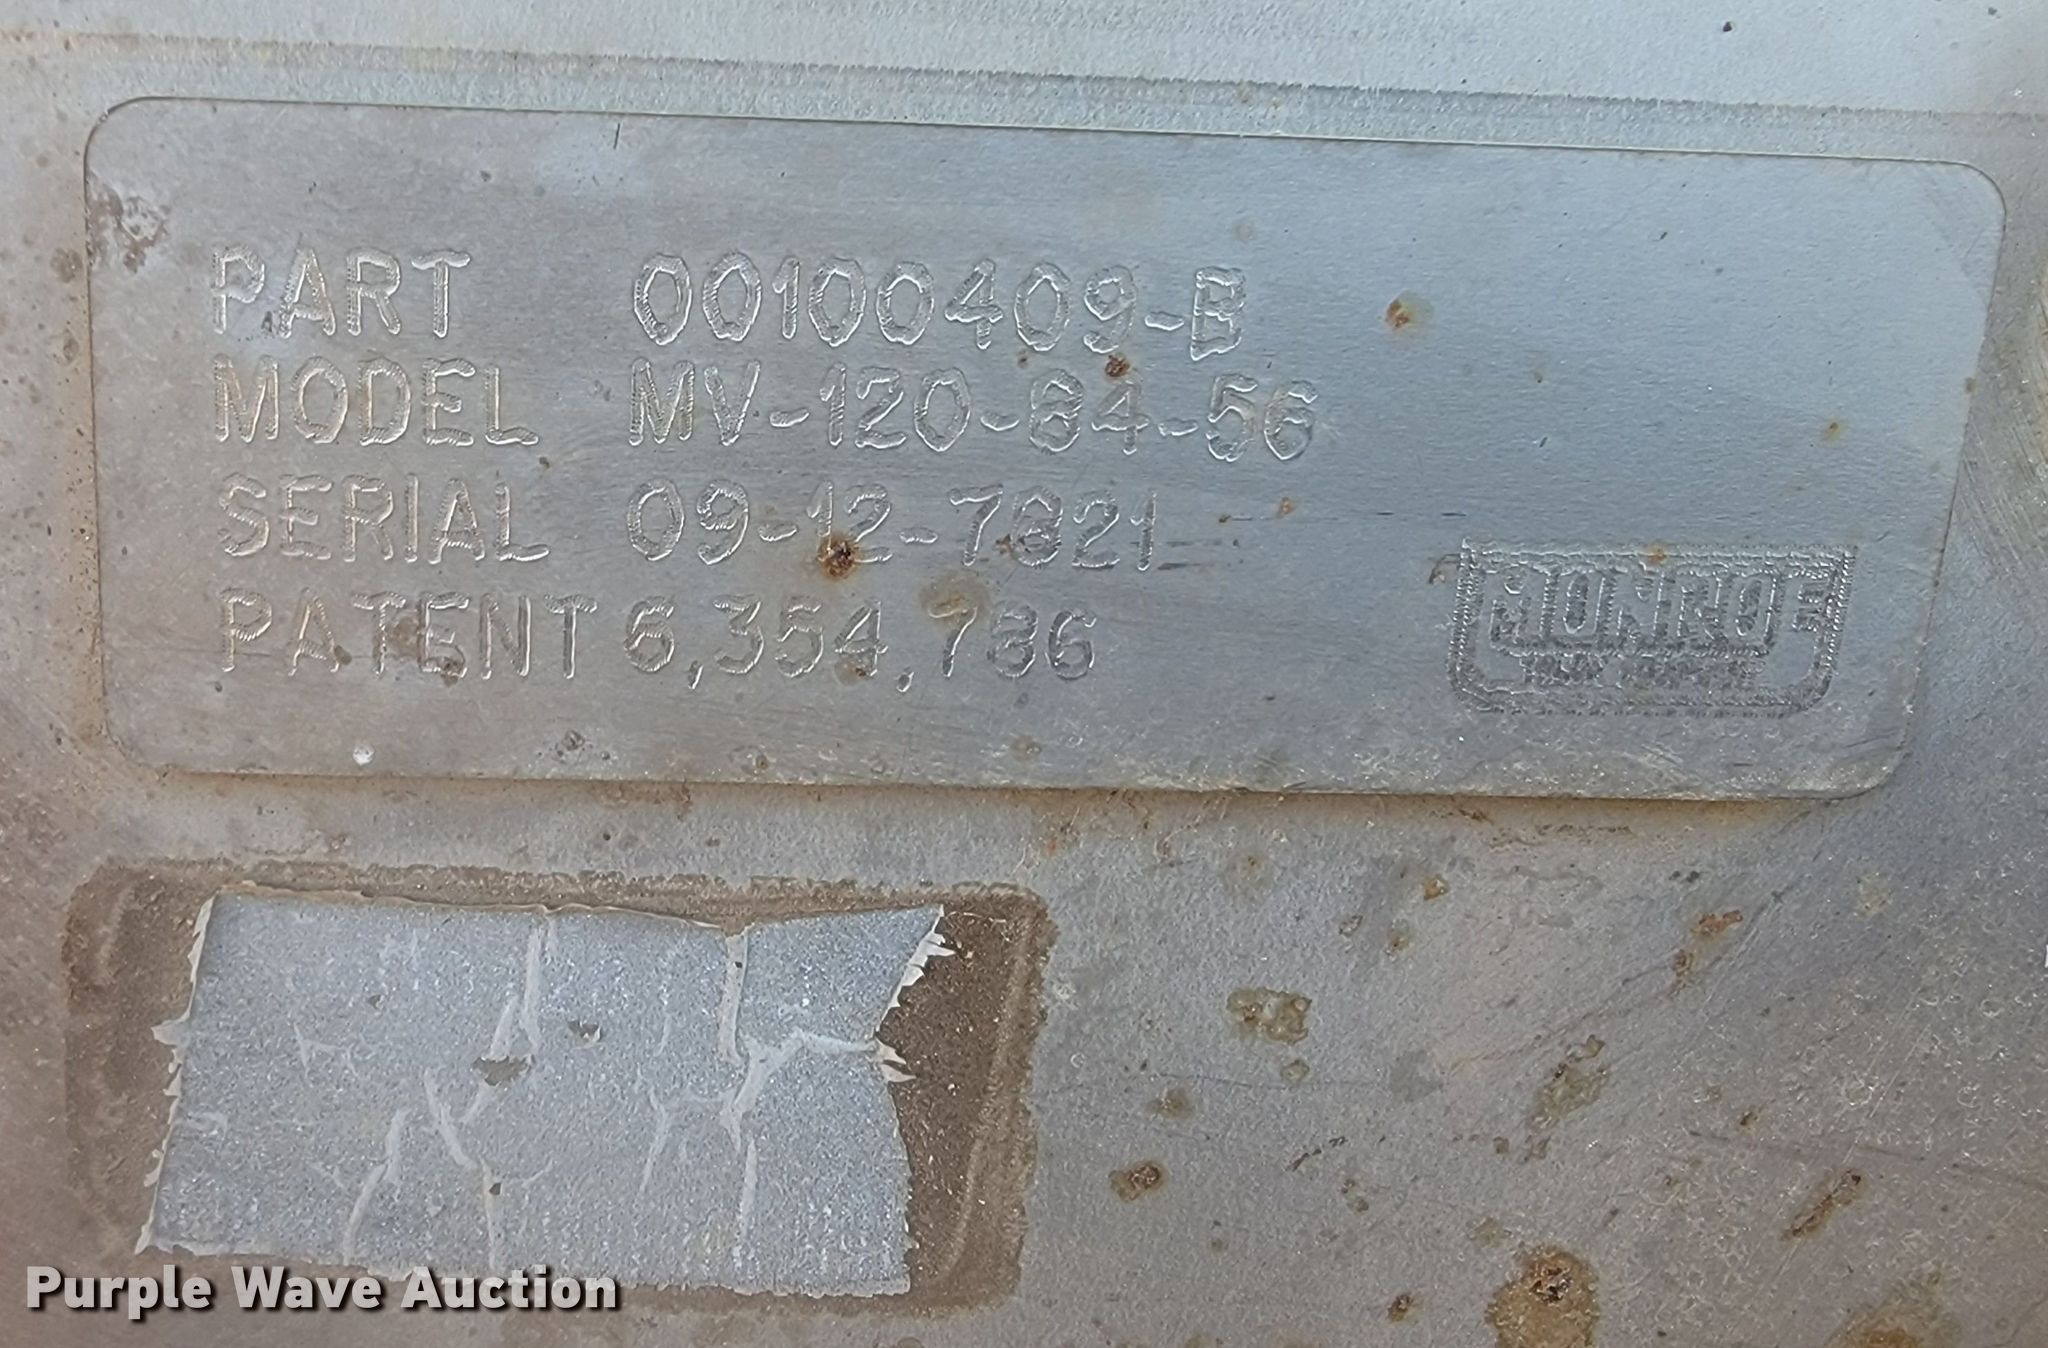 PART 00100409-B
MODEL MV-120-84-56
SERIAL 09-12-7821
PATENT 6,354,786
MONROE
Purple Wave Auction